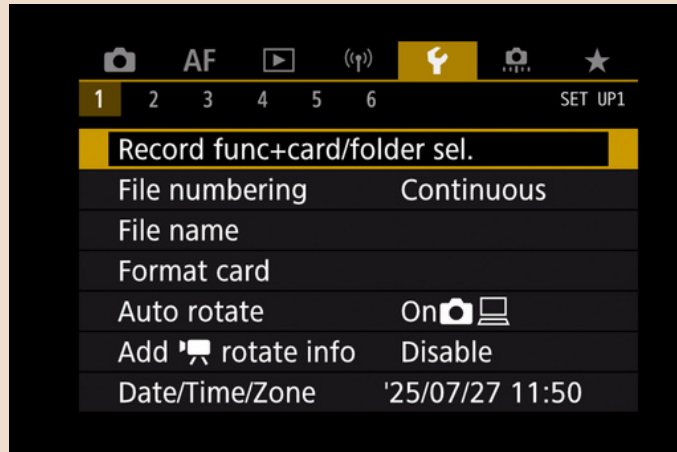 AF
1 2 3 4 5 6 SET UP1
Record func+card/folder sel.
File numbering Continuous
File name
Format card
Auto rotate On
Add rotate info Disable
Date/Time/Zone '25/07/27 11:50